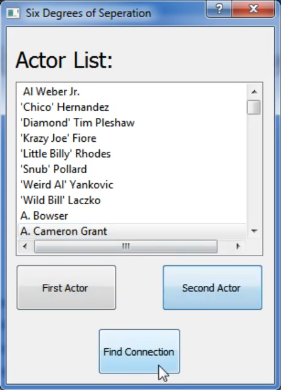 Six Degrees of Seperation
Actor List:
Al Weber Jr.
'Chico' Hernandez
'Diamond' Tim Pleshaw
'Krazy Joe' Fiore
'Little Billy' Rhodes
'Snub' Pollard
'Weird Al' Yankovic
'Wild Bill' Laczko
A. Bowser
A. Cameron Grant
First Actor
Second Actor
Find Connection